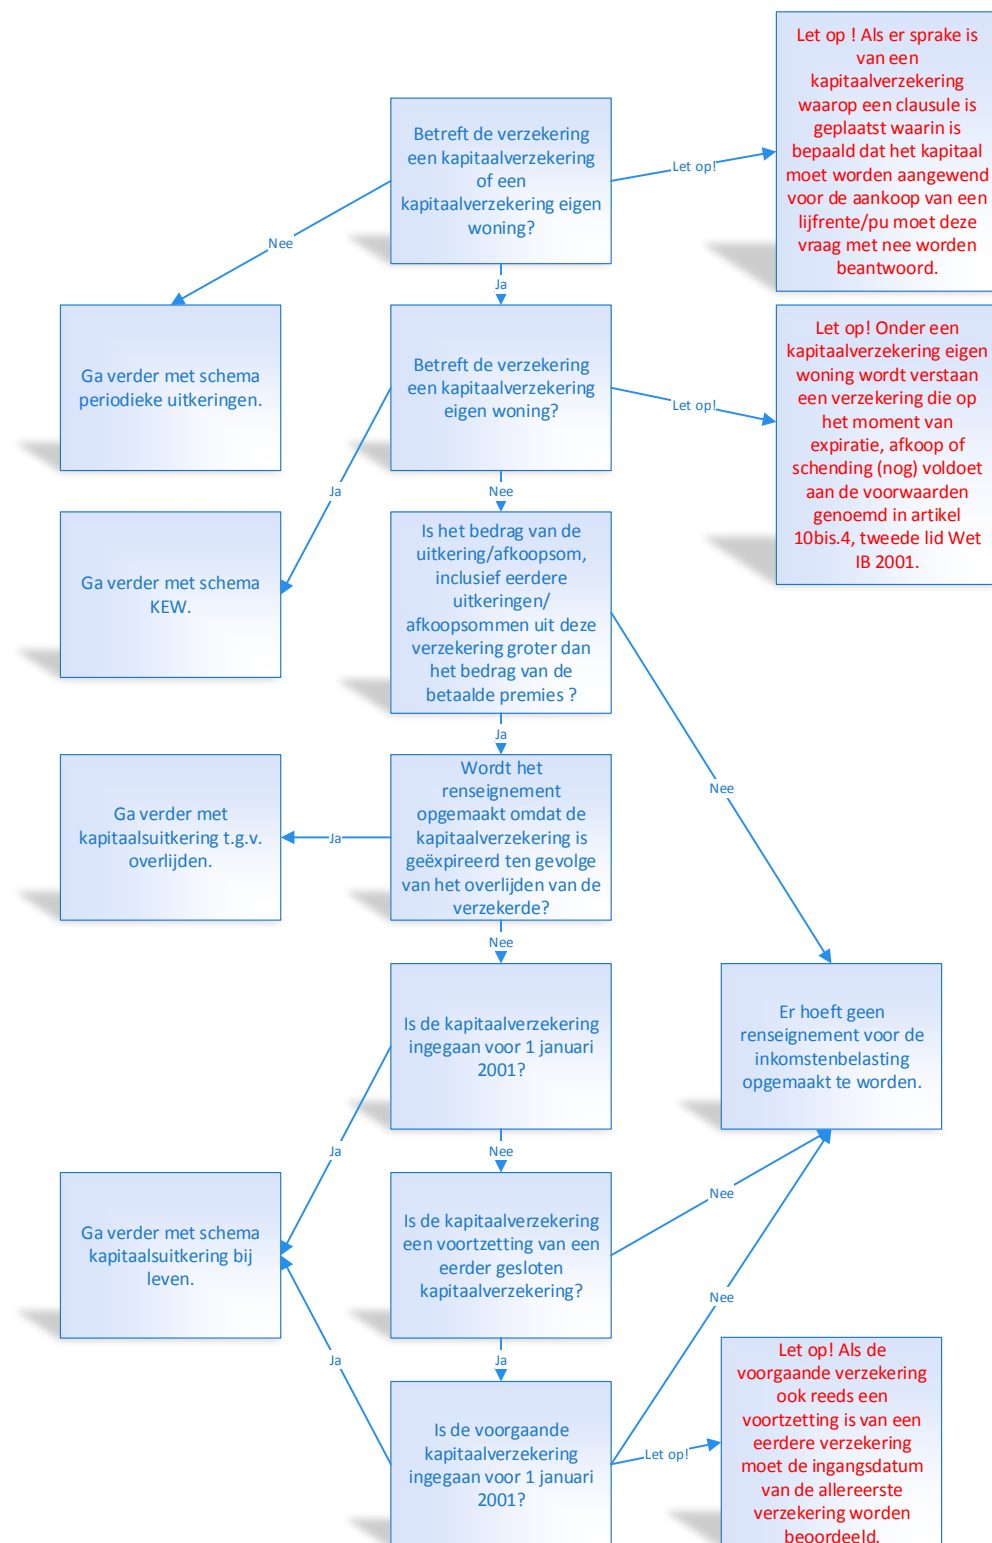 Let op ! Als er sprake is
van een
kapitaalverzekering
waarop een clausule is
geplaatst waarin is
bepaald dat het kapitaal
moet worden aangewend
voor de aankoop van een
lijfrente/pu moet deze
vraag met nee worden
beantwoord.
Betreft de verzekering
een kapitaalverzekering
of een
kapitaalverzekering eigen
woning?
Let op!
Nee
Ja
Ga verder met schema
periodieke uitkeringen.
Betreft de verzekering
een kapitaalverzekering
eigen woning?
Let op!
Let op! Onder een
kapitaalverzekering eigen
woning wordt verstaan
een verzekering die op
het moment van
expiratie, afkoop of
schending (nog) voldoet
aan de voorwaarden
genoemd in artikel
10bis.4, tweede lid Wet
IB 2001.
Ja
Nee
Ga verder met schema
KEW.
Is het bedrag van de
uitkering/afkoopsom,
inclusief eerdere
uitkeringen/
afkoopsommen uit deze
verzekering groter dan
het bedrag van de
betaalde premies ?
Ja
Nee
Ga verder met
kapitaalsuitkering t.g.v.
overlijden.
Ja
Wordt het
renseignement
opgemaakt omdat de
kapitaalverzekering is
geëxpireerd ten gevolge
van het overlijden van de
verzekerde?
Nee
Is de kapitaalverzekering
ingegaan voor 1 januari
2001?
Er hoeft geen
renseignement voor de
inkomstenbelasting
opgemaakt te worden.
Ja
Nee
Nee
Ga verder met schema
kapitaalsuitkering bij
leven.
Is de kapitaalverzekering
een voortzetting van een
eerder gesloten
kapitaalverzekering?
Nee
Ja
Ja
Is de voorgaande
kapitaalverzekering
ingegaan voor 1 januari
2001?
Let op!
Let op! Als de
voorgaande verzekering
ook reeds een
voortzetting is van een
eerdere verzekering
moet de ingangsdatum
van de allereerste
verzekering worden
beoordeeld.